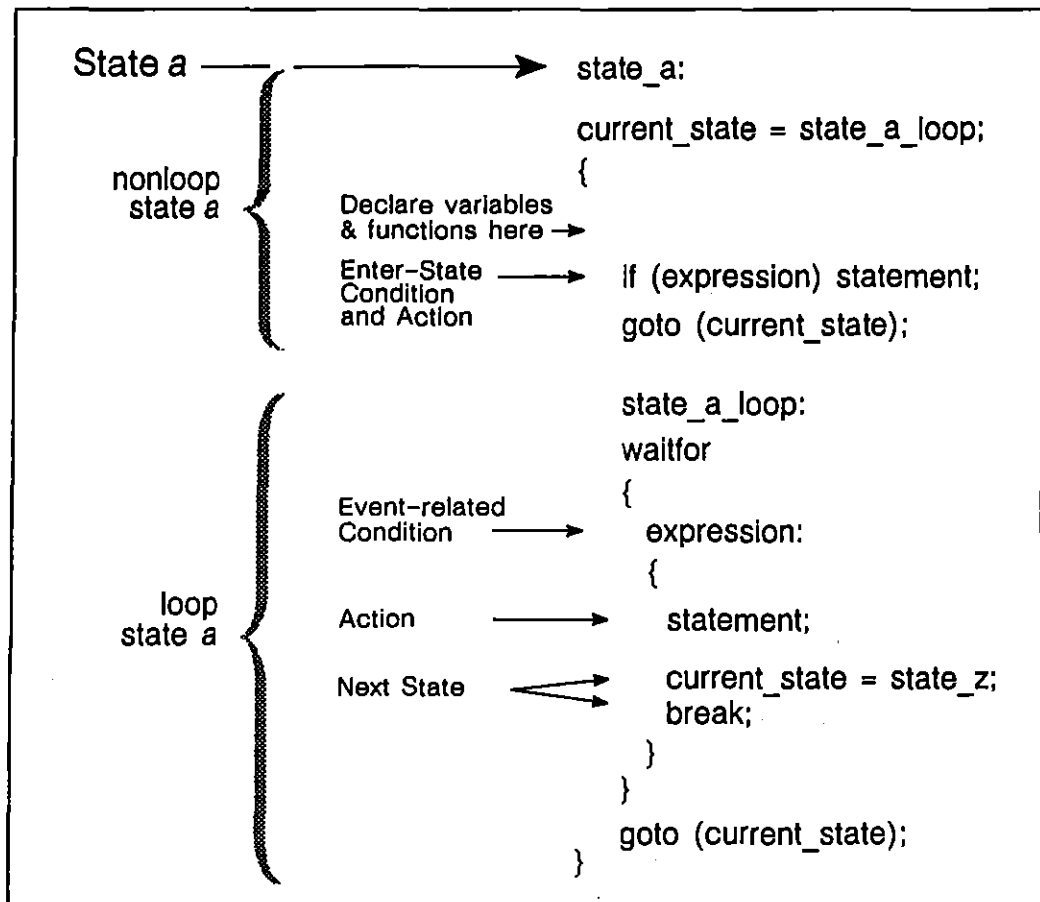 State a
state_a:
current_state = state_a_loop;
{
nonloop
state a
Declare variables
& functions here
Enter-State
Condition
and Action
if (expression) statement;
goto (current_state);
state_a_loop:
waitfor
{
Event-related
Condition
expression:
{
loop
state a
Action
statement;
Next State
current_state = state_z;
break;
}
}
goto (current_state);
}